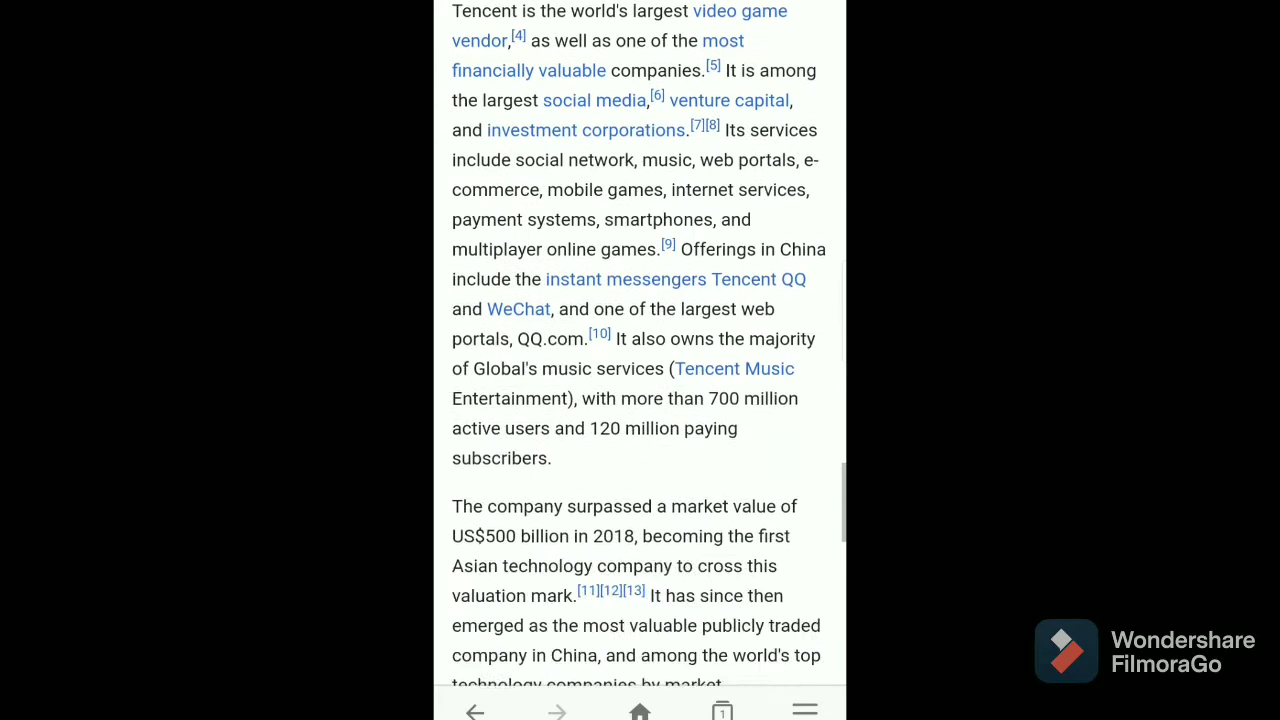 Tencent is the world's largest video game
vendor,[4] as well as one of the most
financially valuable companies.[5] It is among
the largest social media,[6] venture capital,
and investment corporations.[7][8] Its services
include social network, music, web portals, e-
commerce, mobile games, internet services,
payment systems, smartphones, and
multiplayer online games.[9] Offerings in China
include the instant messengers Tencent QQ
and WeChat, and one of the largest web
portals, QQ.com.[10] It also owns the majority
of Global's music services (Tencent Music
Entertainment), with more than 700 million
active users and 120 million paying
subscribers.
The company surpassed a market value of
US$500 billion in 2018, becoming the first
Asian technology company to cross this
valuation mark.[11][12][13] It has since then
emerged as the most valuable publicly traded
company in China, and among the world's top
technology companies by market
1
Wondershare
FilmoraGo